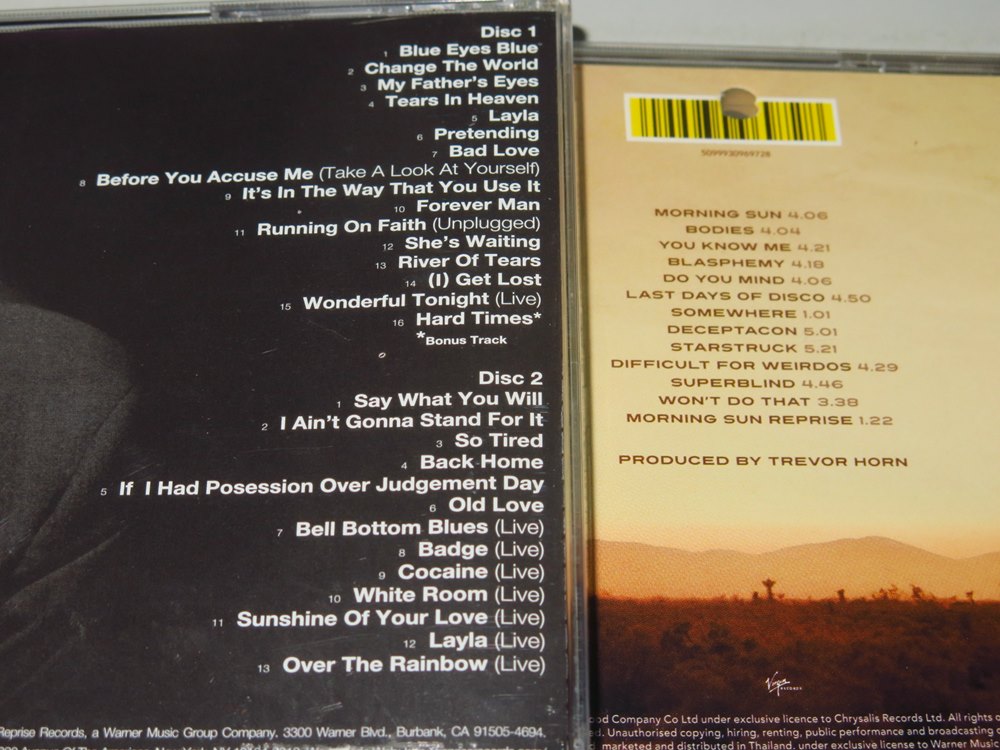 Disc 1
1 Blue Eyes Blue
2 Change The World
3 My Father's Eyes
4 Tears In Heaven
5 Layla
6 Pretending
7 Bad Love
8 Before You Accuse Me (Take A Look At Yourself)
9 It's In The Way That You Use It
10 Forever Man
11 Running On Faith (Unplugged)
12 She's Waiting
13 River Of Tears
14 (I) Get Lost
15 Wonderful Tonight (Live)
16 Hard Times*
*Bonus Track
Disc 2
1 Say What You Will
2 I Ain't Gonna Stand For It
3 So Tired
4 Back Home
5 If I Had Posession Over Judgement Day
6 Old Love
7 Bell Bottom Blues (Live)
8 Badge (Live)
9 Cocaine (Live)
10 White Room (Live)
11 Sunshine Of Your Love (Live)
12 Layla (Live)
13 Over The Rainbow (Live)
Reprise Records, a Warner Music Group Company. 3300 Warner Blvd., Burbank, CA 91505-4694.
5099930969728
MORNING SUN 4.06
BODIES 4.04
YOU KNOW ME 4.21
BLASPHEMY 4.18
DO YOU MIND 4.06
LAST DAYS OF DISCO 4.50
SOMEWHERE 1.01
DECEPTACON 5.01
STARSTRUCK 5.21
DIFFICULT FOR WEIRDOS 4.29
SUPERBLIND 4.46
WON'T DO THAT 3.38
MORNING SUN REPRISE 1.22
PRODUCED BY TREVOR HORN
Virgin
RECORDS
Company Co Ltd under exclusive licence to Chrysalis Records Ltd. All rights
Unauthorised copying, hiring, renting, public performance and broadcasting
marketed and distributed in Thailand, under exclusive licence Warner